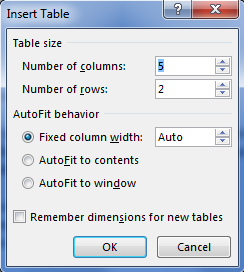 Insert Table
?
Table size
Number of columns: 5
Number of rows: 2
AutoFit behavior
Fixed column width: Auto
AutoFit to contents
AutoFit to window
Remember dimensions for new tables
OK Cancel